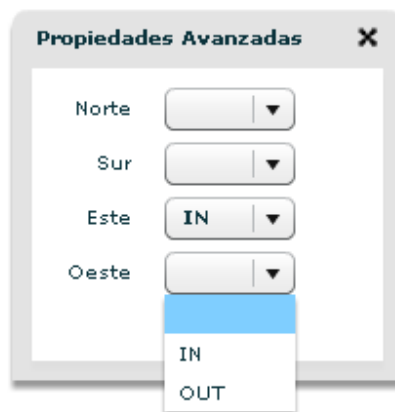 Propiedades Avanzadas
Norte
Sur
Este IN
Oeste
IN
OUT